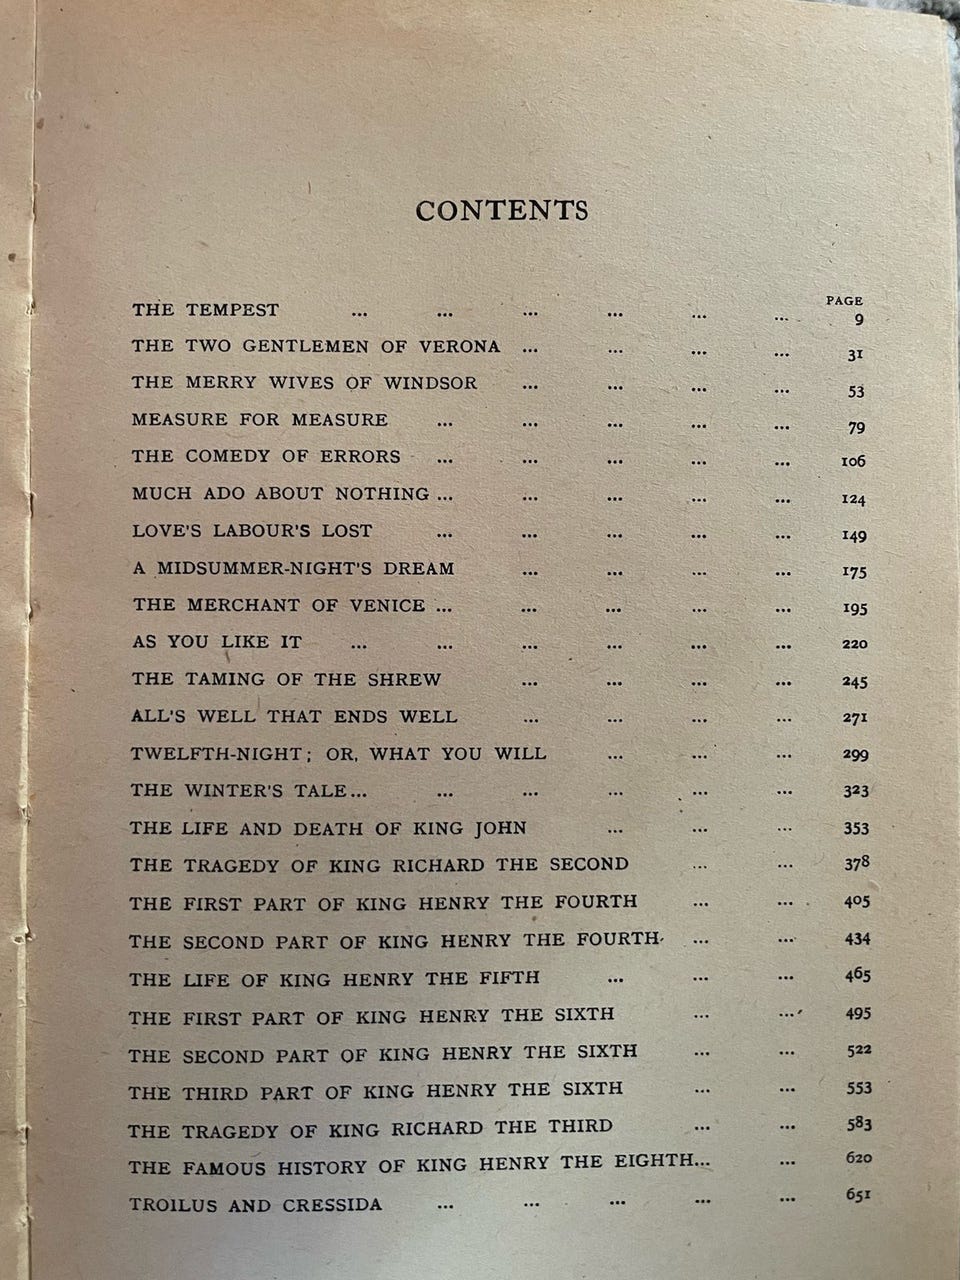 CONTENTS
PAGE
THE TEMPEST ... ... ... ... ... ... 9
THE TWO GENTLEMEN OF VERONA ... ... ... ... 31
THE MERRY WIVES OF WINDSOR ... ... ... ... 53
MEASURE FOR MEASURE ... ... ... ... ... 79
THE COMEDY OF ERRORS ... ... ... ... ... 106
MUCH ADO ABOUT NOTHING ... ... ... ... ... 124
LOVE'S LABOUR'S LOST ... ... ... ... ... 149
A MIDSUMMER-NIGHT'S DREAM ... ... ... ... 175
THE MERCHANT OF VENICE ... ... ... ... ... 195
AS YOU LIKE IT ... ... ... ... ... ... 220
THE TAMING OF THE SHREW ... ... ... ... 245
ALL'S WELL THAT ENDS WELL ... ... ... ... 271
TWELFTH-NIGHT; OR, WHAT YOU WILL ... ... ... 299
THE WINTER'S TALE ... ... ... ... ... ... 323
THE LIFE AND DEATH OF KING JOHN ... ... ... 353
THE TRAGEDY OF KING RICHARD THE SECOND ... ... 378
THE FIRST PART OF KING HENRY THE FOURTH ... ... 405
THE SECOND PART OF KING HENRY THE FOURTH ... ... 434
THE LIFE OF KING HENRY THE FIFTH ... ... ... 465
THE FIRST PART OF KING HENRY THE SIXTH ... ... 495
THE SECOND PART OF KING HENRY THE SIXTH ... ... 522
THE THIRD PART OF KING HENRY THE SIXTH ... ... 553
THE TRAGEDY OF KING RICHARD THE THIRD ... ... 583
THE FAMOUS HISTORY OF KING HENRY THE EIGHTH ... ... 620
TROILUS AND CRESSIDA ... ... ... ... ... 651